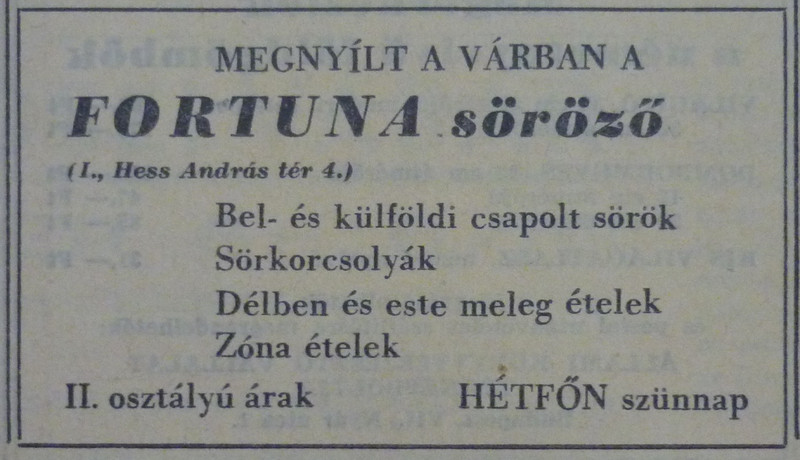 MEGNYÍLT A VÁRBAN A
FORTUNA söröző
(I., Hess András tér 4.)
Bel- és külföldi csapolt sörök
Sörkorcsolyák
Délben és este meleg ételek
Zóna ételek
II. osztályú árak HÉTFŐN szünnap